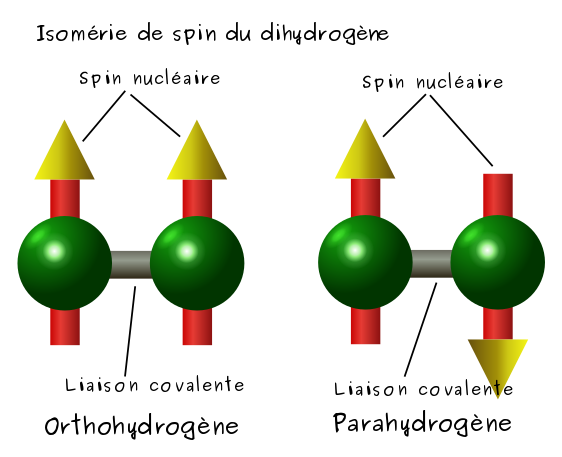 Isomérie de spin du dihydrogène
Spin nucléaire
Spin nucléaire
Liaison covalente
Liaison covalente
Orthohydrogène
Parahydrogène